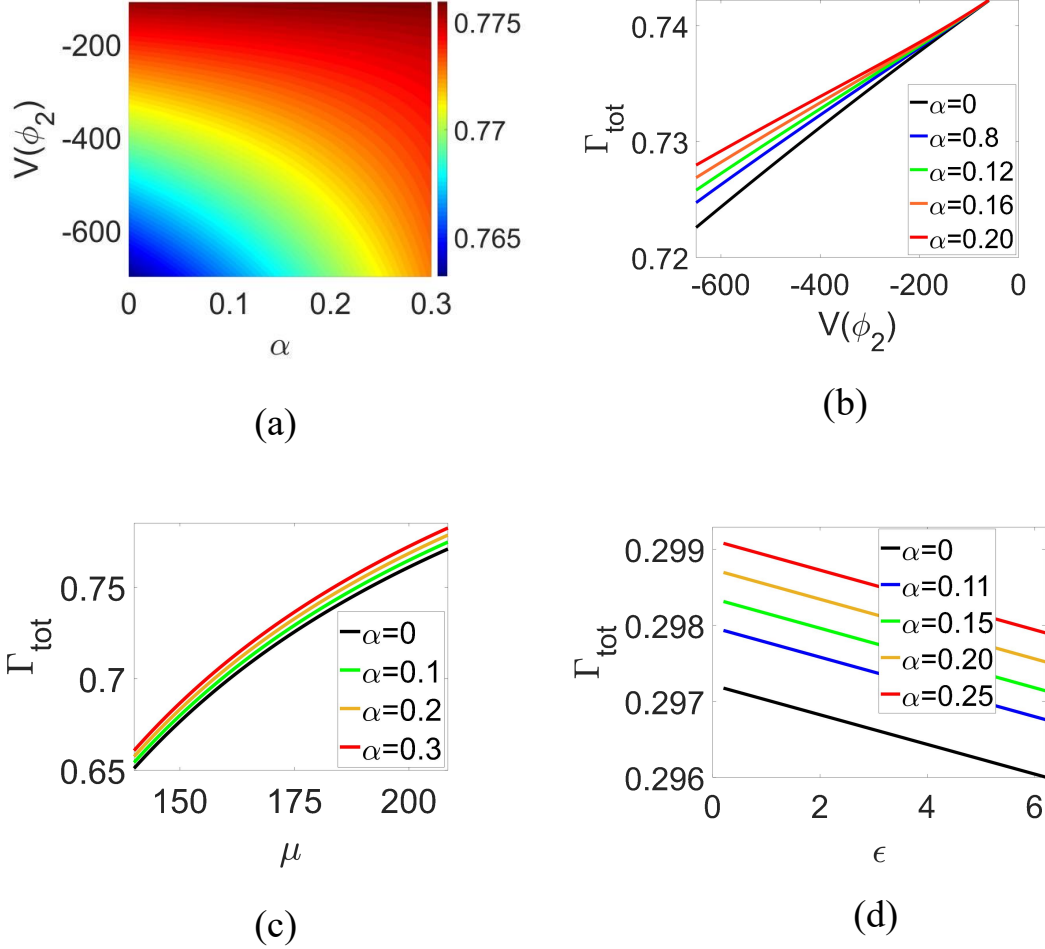 V(ϕ2)
-200
-400
-600
0 0.1 0.2 0.3
α
0.775
0.77
0.765
(a)
Γtot
0.74
0.73
0.72
-600 -400 -200 0
V(ϕ2)
α=0
α=0.8
α=0.12
α=0.16
α=0.20
(b)
Γtot
0.75
0.7
0.65
150 175 200
μ
α=0
α=0.1
α=0.2
α=0.3
(c)
Γtot
0.299
0.298
0.297
0.296
0 2 4 6
ϵ
α=0
α=0.11
α=0.15
α=0.20
α=0.25
(d)